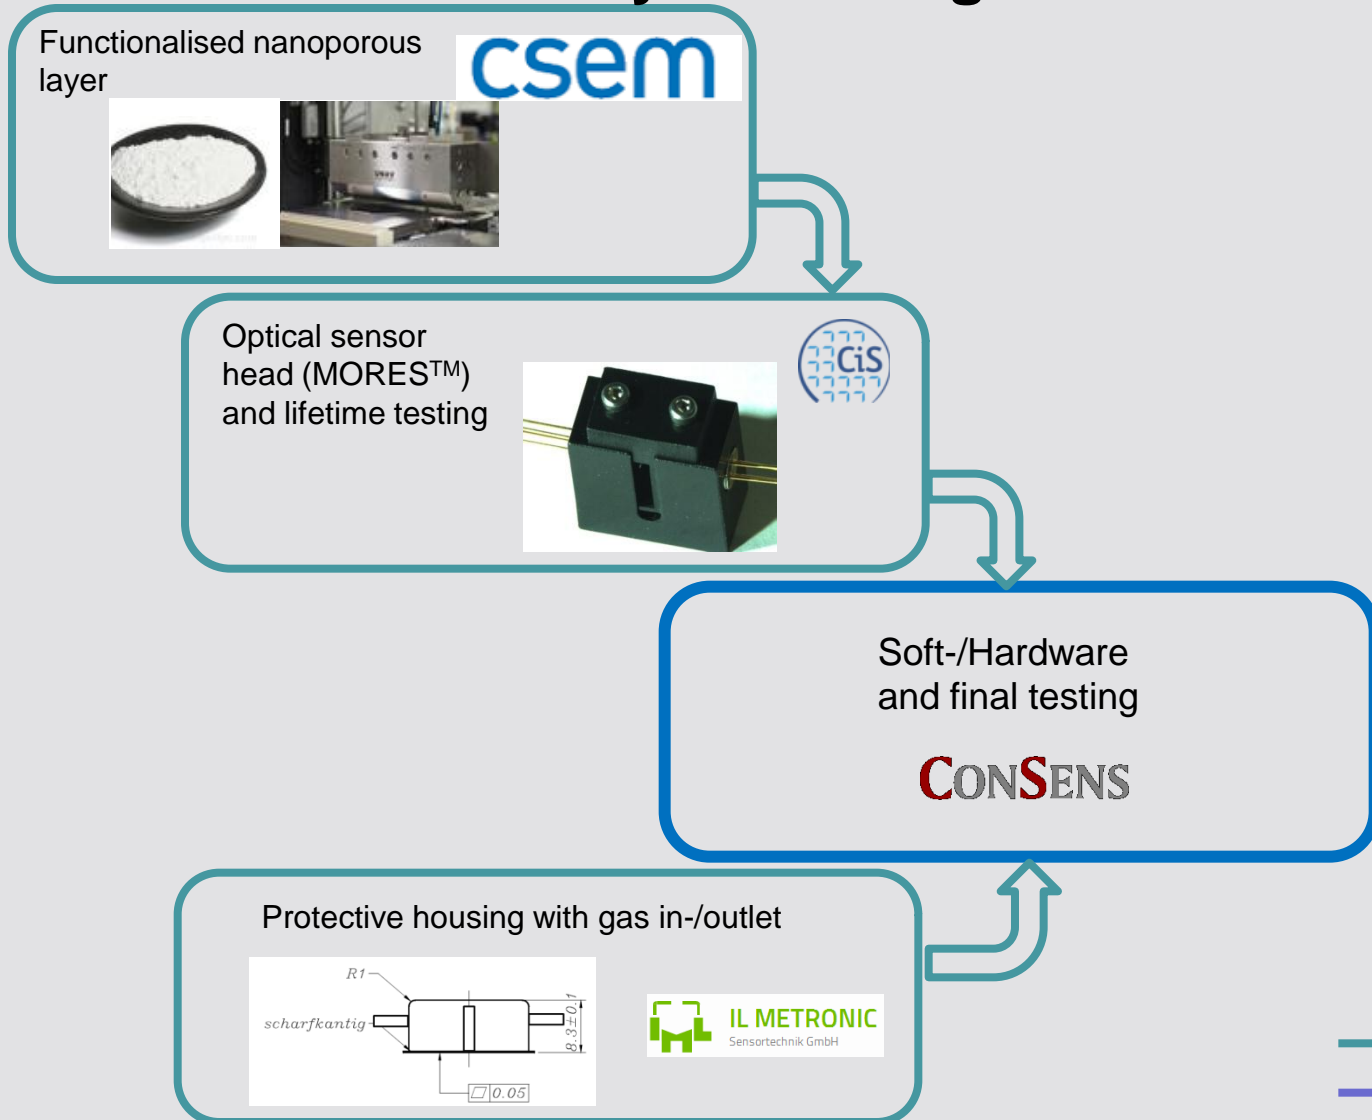 Functionalised nanoporous
layer
csem
Optical sensor
head (MORES™)
and lifetime testing
CiS
Soft-/Hardware
and final testing
CONSENS
Protective housing with gas in-/outlet
R1
scharfkantig
8.3±0.1
0.05
IL METRONIC
Sensortechnik GmbH